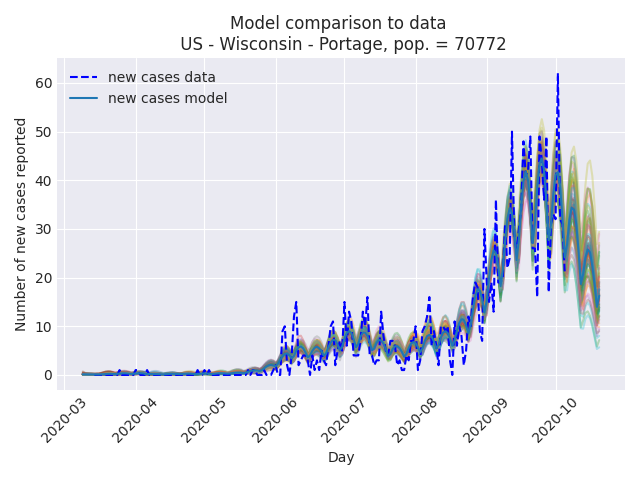 Model comparison to data
US - Wisconsin - Portage, pop. = 70772
new cases data
new cases model
Number of new cases reported
60
50
40
30
20
10
0
2020-03
2020-04
2020-05
2020-06
2020-07
2020-08
2020-09
2020-10
Day